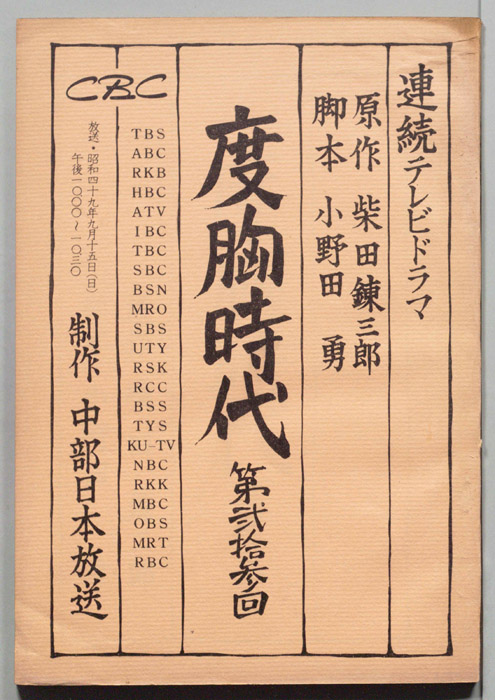 連続テレビドラマ
原作 柴田錬三郎
脚本 小野田 勇
度胸時代
第弐拾参回
TBS
ABC
RKB
HBC
ATV
IBC
TBC
SBC
BSN
MRO
SBS
UTY
RSK
RCC
BSS
TYS
KU-TV
NBC
RKK
MBC
OBS
MRT
RBC
CBC
放送・昭和四十九年九月十五日(日)
午後一〇〇〇~一〇三〇
制作 中部日本放送